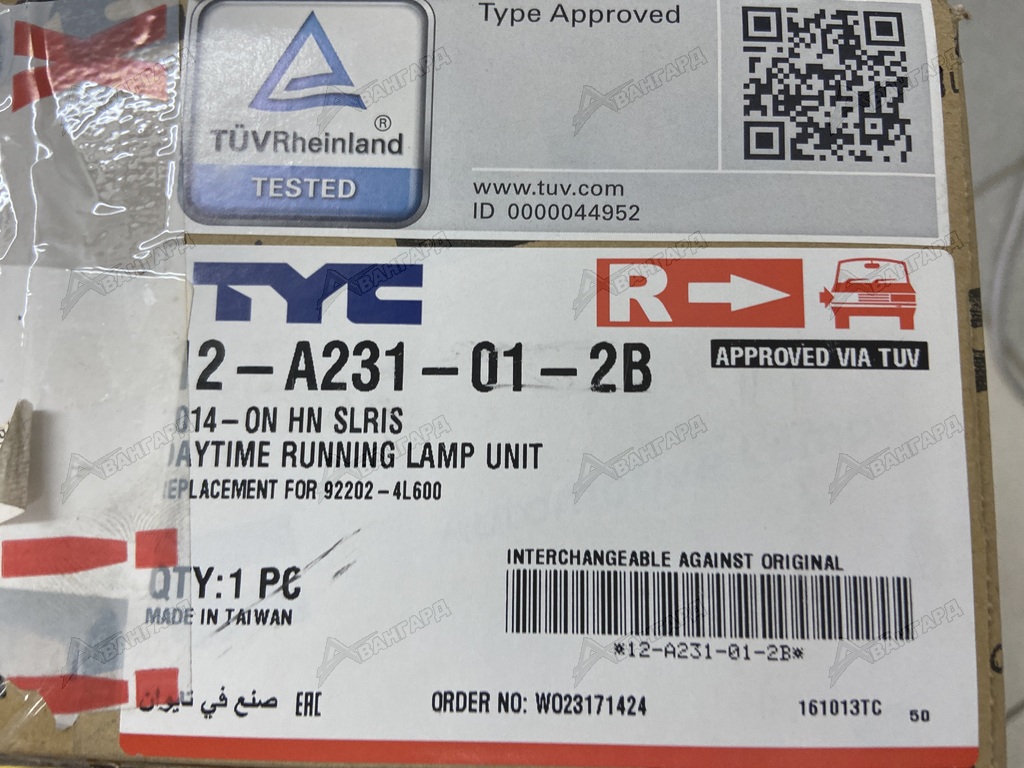 Type Approved
TÜVRheinland®
TESTED
www.tuv.com
ID 0000044952
TYC
R
APPROVED VIA TUV
12-A231-01-2B
014-ON HN SLRIS
DAYTIME RUNNING LAMP UNIT
REPLACEMENT FOR 92202-4L600
INTERCHANGEABLE AGAINST ORIGINAL
QTY:1 PC
MADE IN TAIWAN
*12-A231-01-2B*
صنع في تايوان EAC ORDER NO: WO23171424 161013TC 50
АВАНГАРД